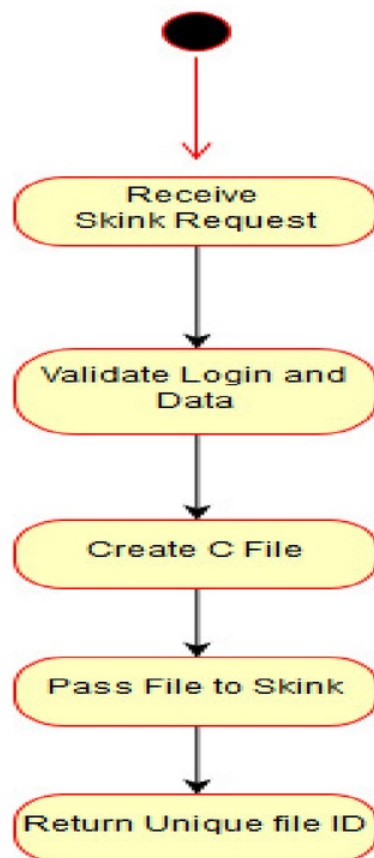 Receive
Skink Request
Validate Login and
Data
Create C File
Pass File to Skink
Return Unique file ID